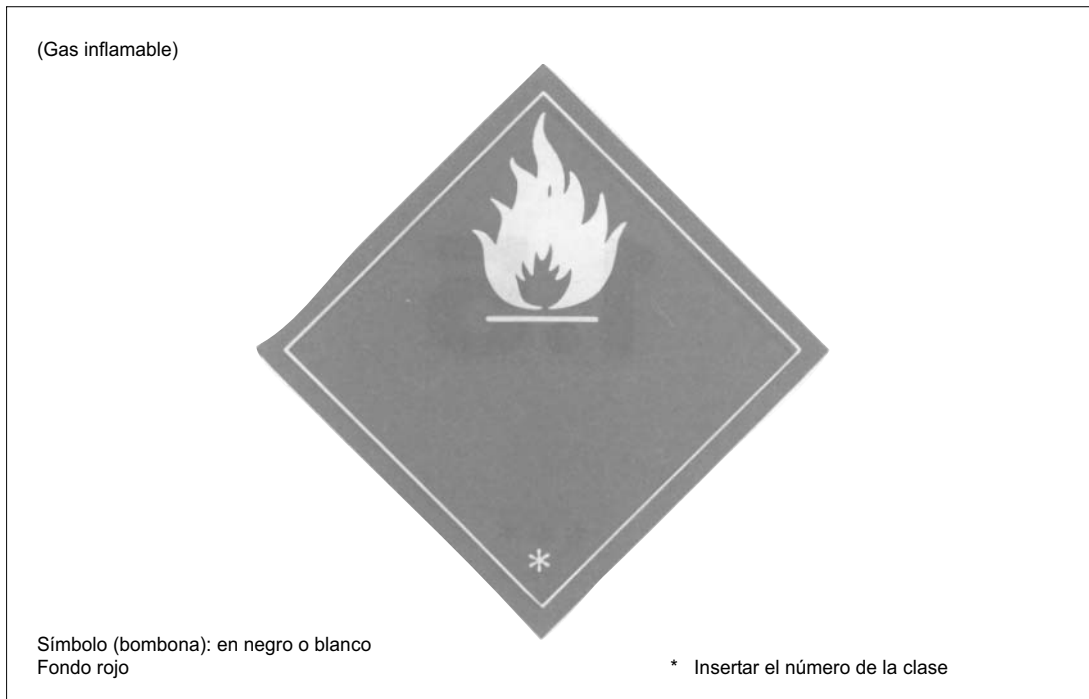 (Gas inflamable)
*
Símbolo (bombona): en negro o blanco
Fondo rojo
* Insertar el número de la clase